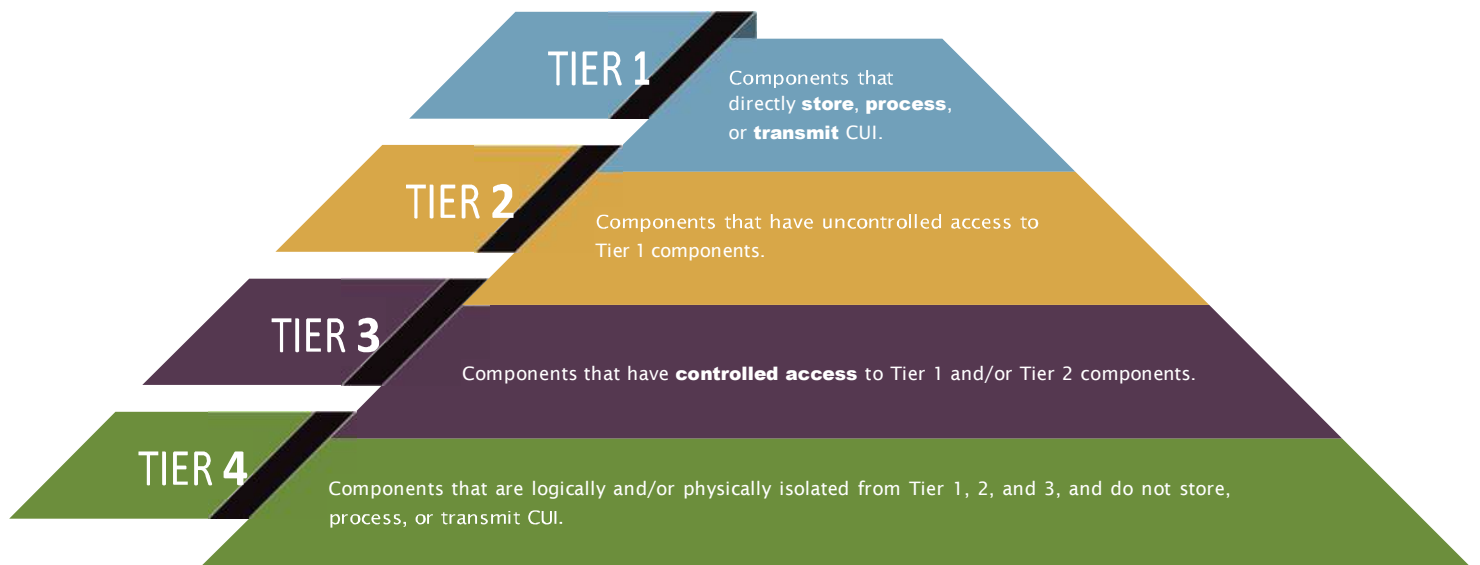 TIER 1
Components that
directly store, process,
or transmit CUI.
TIER 2
Components that have uncontrolled access to
Tier 1 components.
TIER 3
Components that have controlled access to Tier 1 and/or Tier 2 components.
TIER 4
Components that are logically and/or physically isolated from Tier 1, 2, and 3, and do not store,
process, or transmit CUI.